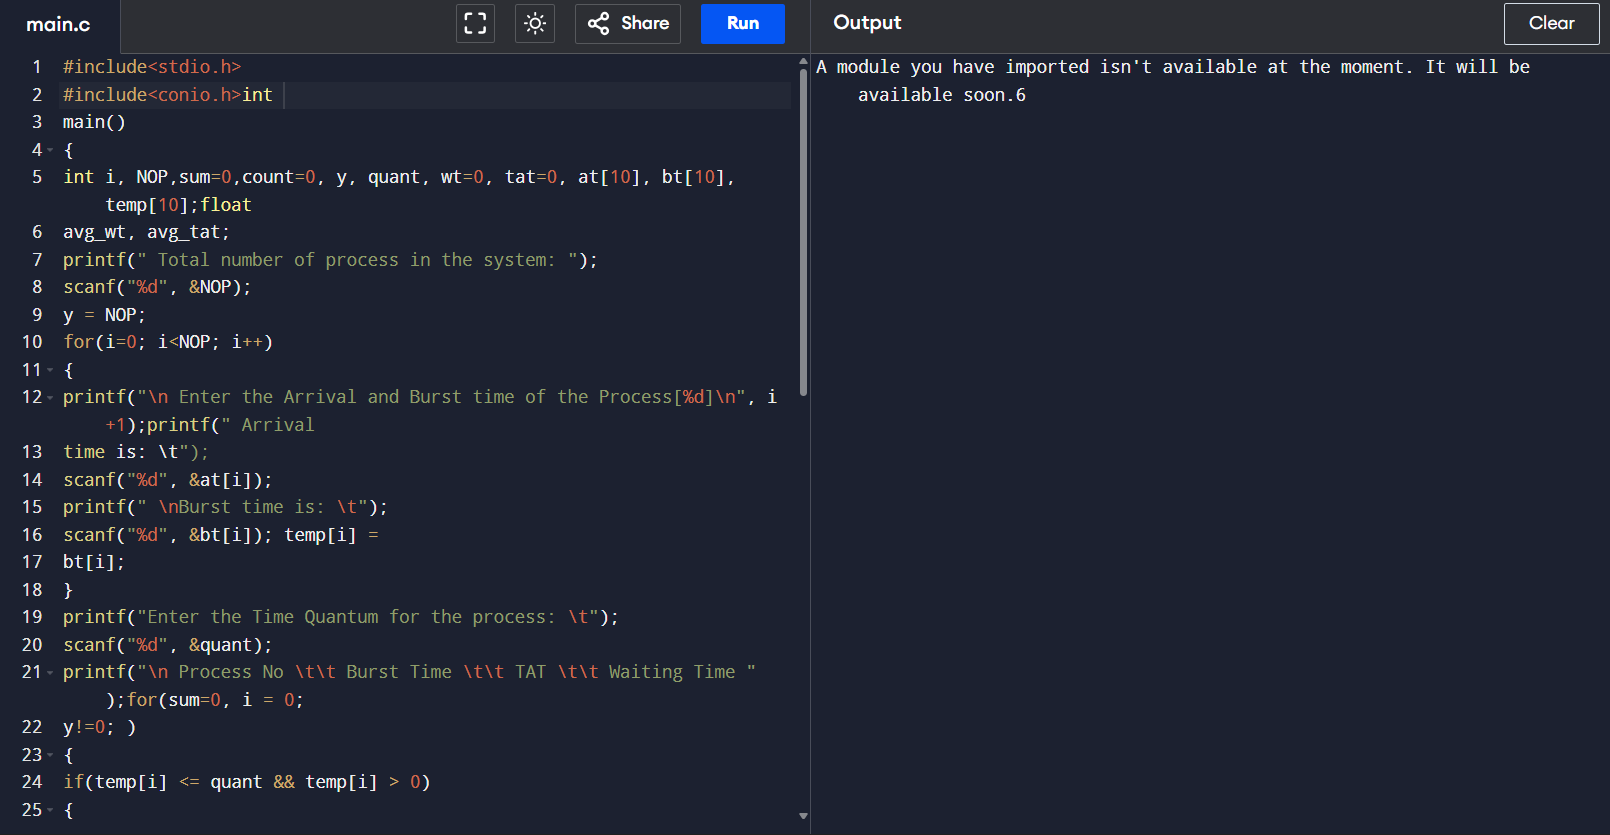 main.c
Share
Run
Output
Clear
1 #include<stdio.h>
2 #include<conio.h>int
3 main()
4 {
5 int i, NOP,sum=0,count=0, y, quant, wt=0, tat=0, at[10], bt[10],
temp[10];float
6 avg_wt, avg_tat;
7 printf(" Total number of process in the system: ");
8 scanf("%d", &NOP);
9 y = NOP;
10 for(i=0; i<NOP; i++)
11 {
12 printf("\n Enter the Arrival and Burst time of the Process[%d]\n", i
+1);printf(" Arrival
13 time is: \t");
14 scanf("%d", &at[i]);
15 printf(" \nBurst time is: \t");
16 scanf("%d", &bt[i]); temp[i] =
17 bt[i];
18 }
19 printf("Enter the Time Quantum for the process: \t");
20 scanf("%d", &quant);
21 printf("\n Process No \t\t Burst Time \t\t TAT \t\t Waiting Time "
);for(sum=0, i = 0;
22 y!=0; )
23 {
24 if(temp[i] <= quant && temp[i] > 0)
25 {
A module you have imported isn't available at the moment. It will be
available soon.6